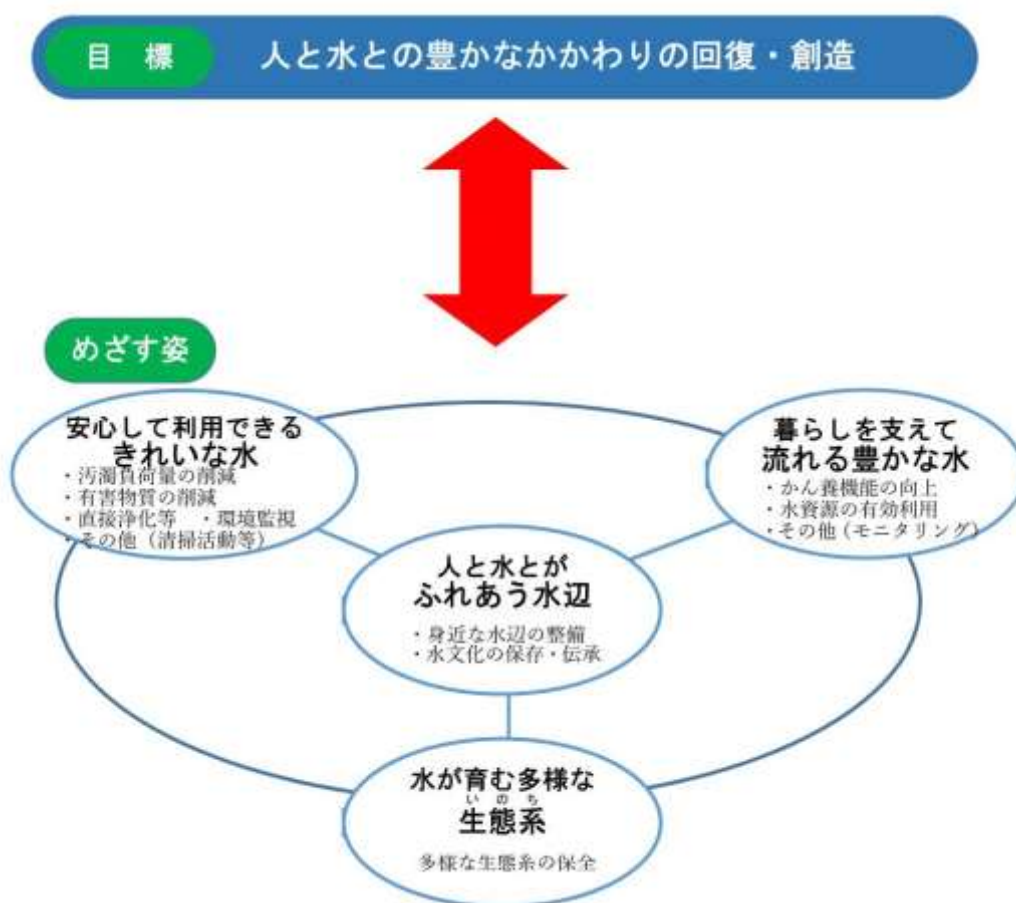 目 標
人と水との豊かなかかわりの回復・創造
めざす姿
安心して利用できる
きれいな水
・汚濁負荷量の削減
・有害物質の削減
・直接浄化等 ・環境監視
・その他（清掃活動等）
暮らしを支えて
流れる豊かな水
・かん養機能の向上
・水資源の有効利用
・その他（モニタリング）
人と水とが
ふれあう水辺
・身近な水辺の整備
・水文化の保存・伝承
水が育む多様な
いのち
生態系
多様な生態系の保全